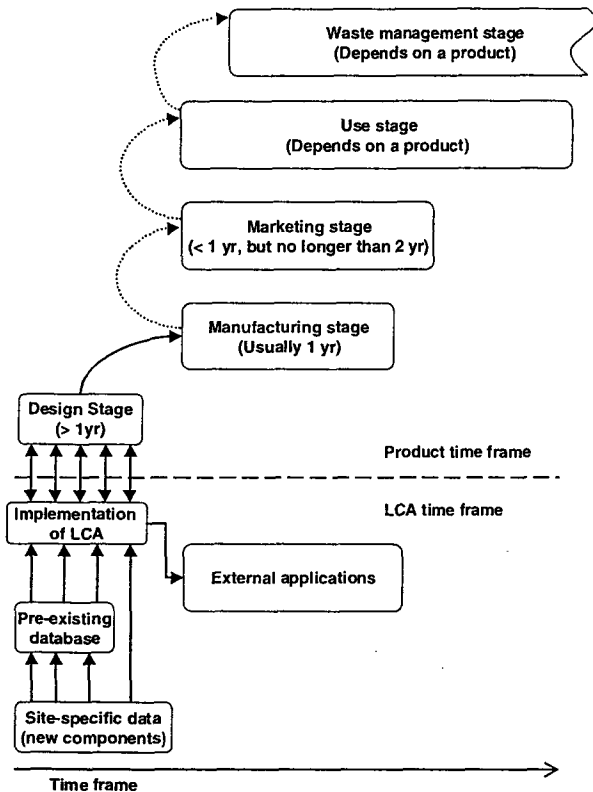 Waste management stage
(Depends on a product)
Use stage
(Depends on a product)
Marketing stage
(< 1 yr, but no longer than 2 yr)
Manufacturing stage
(Usually 1 yr)
Design Stage
(> 1yr)
Product time frame
Implementation
of LCA
LCA time frame
External applications
Pre-existing
database
Site-specific data
(new components)
Time frame